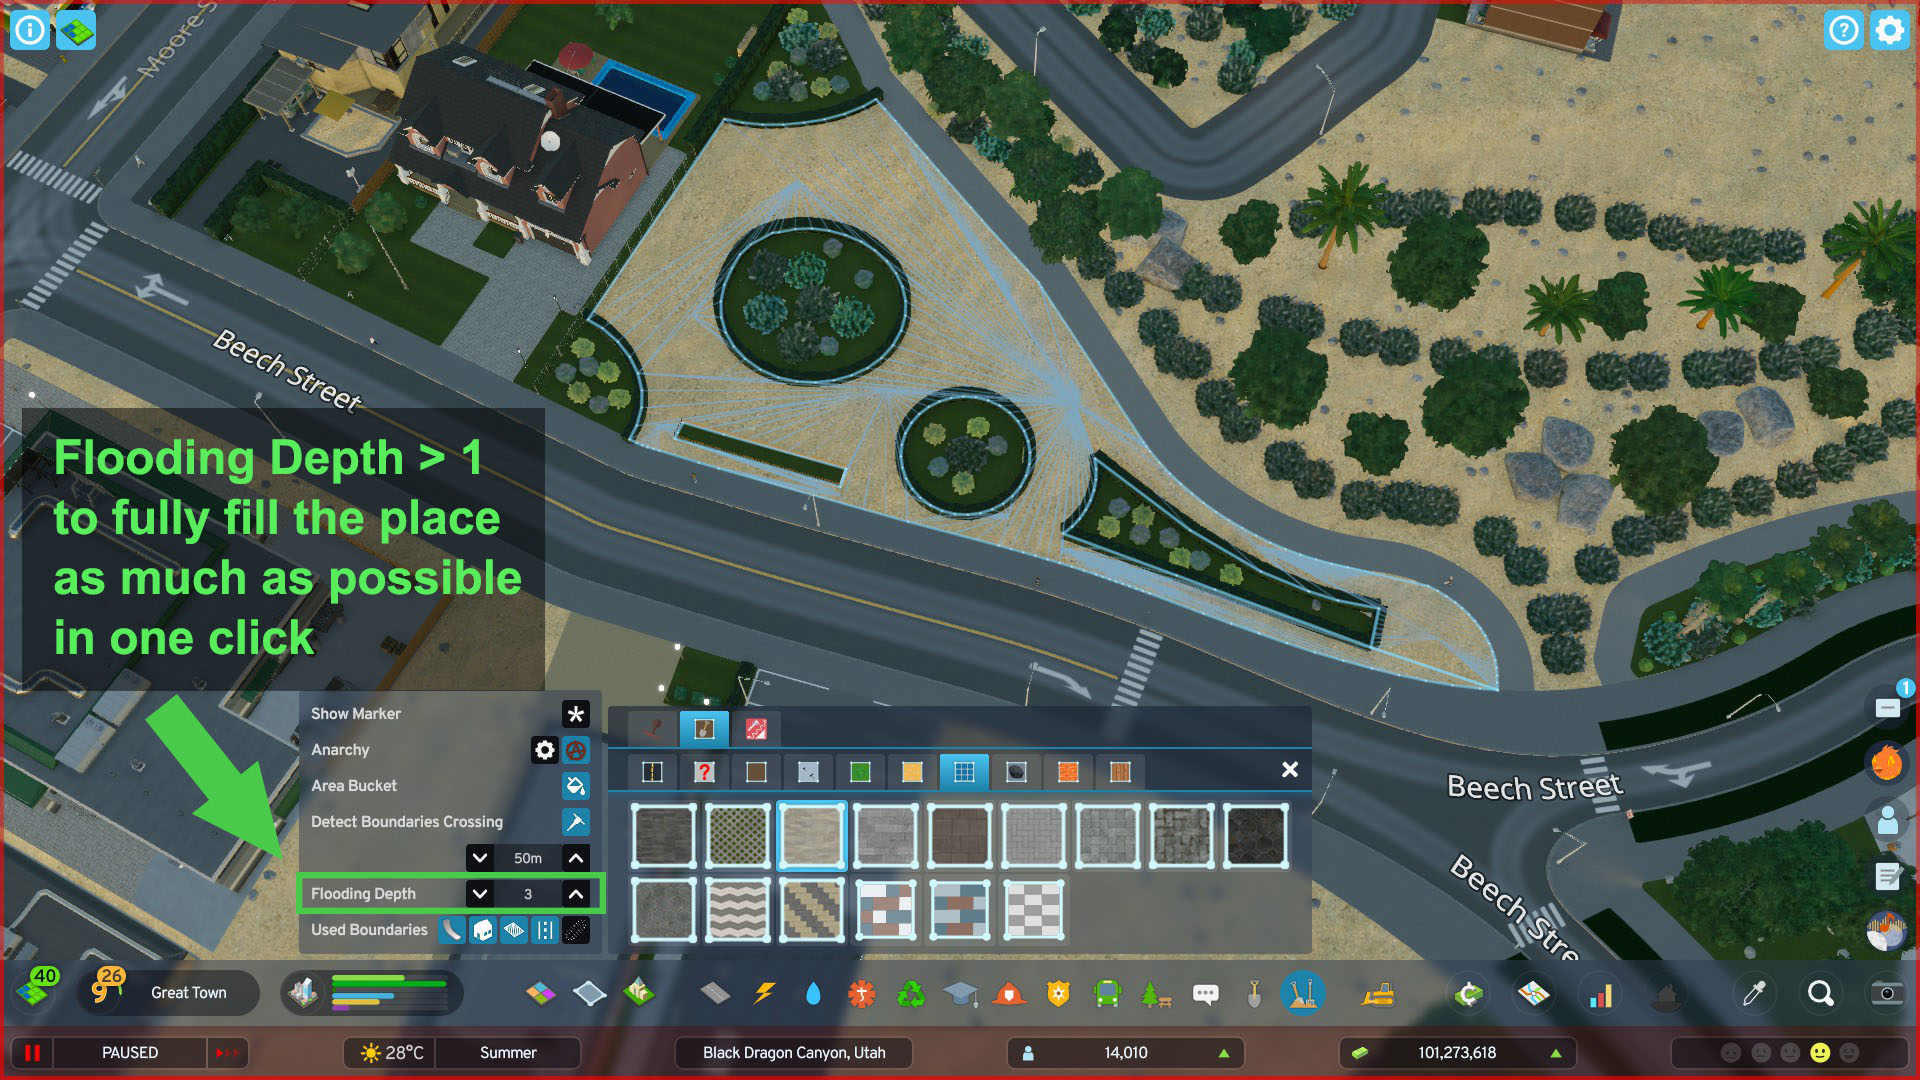 Moore S
Beech Street
Flooding Depth > 1
to fully fill the place
as much as possible
in one click
Show Marker
Anarchy
Area Bucket
Detect Boundaries Crossing
50m
Flooding Depth
3
Used Boundaries
1
Beech Street
Beech Stree
40
26
Great Town
PAUSED
28°C
Summer
Black Dragon Canyon, Utah
14,010
101,273,618